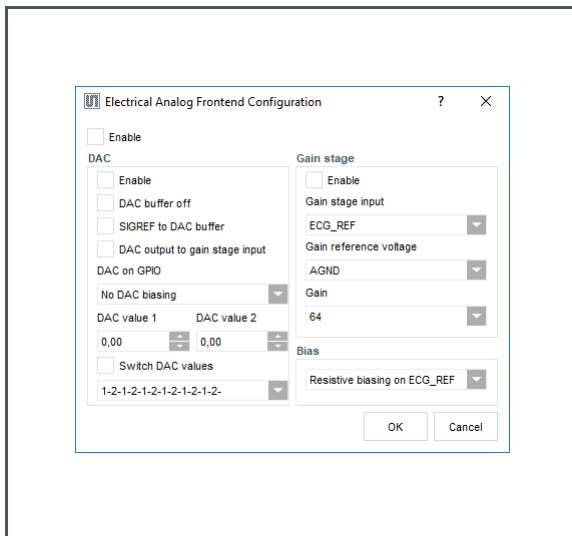 Electrical Analog Frontend Configuration ? ×
Enable
DAC
Enable
DAC buffer off
SIGREF to DAC buffer
DAC output to gain stage input
DAC on GPIO
No DAC biasing
DAC value 1 DAC value 2
0,00 0,00
Switch DAC values
1-2-1-2-1-2-1-2-1-2-1-2-
Gain stage
Enable
Gain stage input
ECG_REF
Gain reference voltage
AGND
Gain
64
Bias
Resistive biasing on ECG_REF
OK Cancel